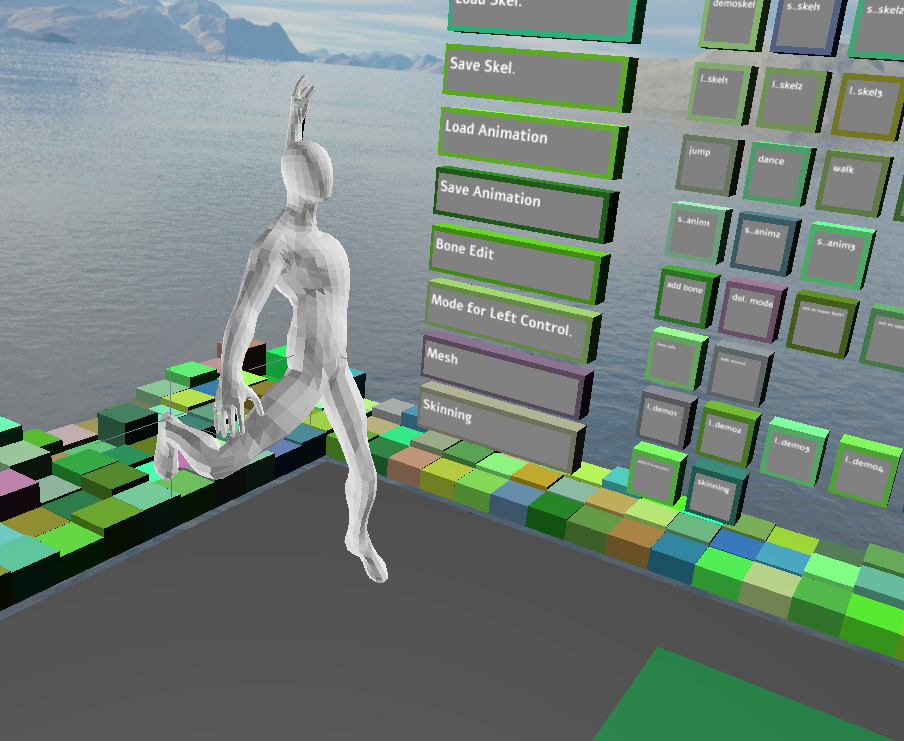 Load Skel.
demoskel
s_skel1
s_skel2
Save Skel.
l_skel1
l_skel2
l_skel3
Load Animation
jump
dance
walk
Save Animation
s_anim1
s_anim2
s_anim3
Bone Edit
add bone
del. mode
Mode for Left Control.
Mesh
l_demo1
l_demo2
l_demo3
l_demo4
Skinning
skinning